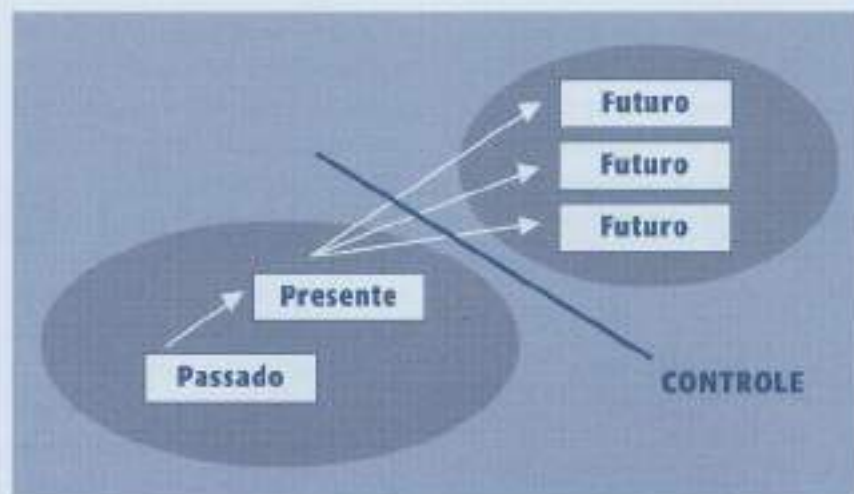 Futuro
Futuro
Futuro
Presente
Passado
CONTROLE